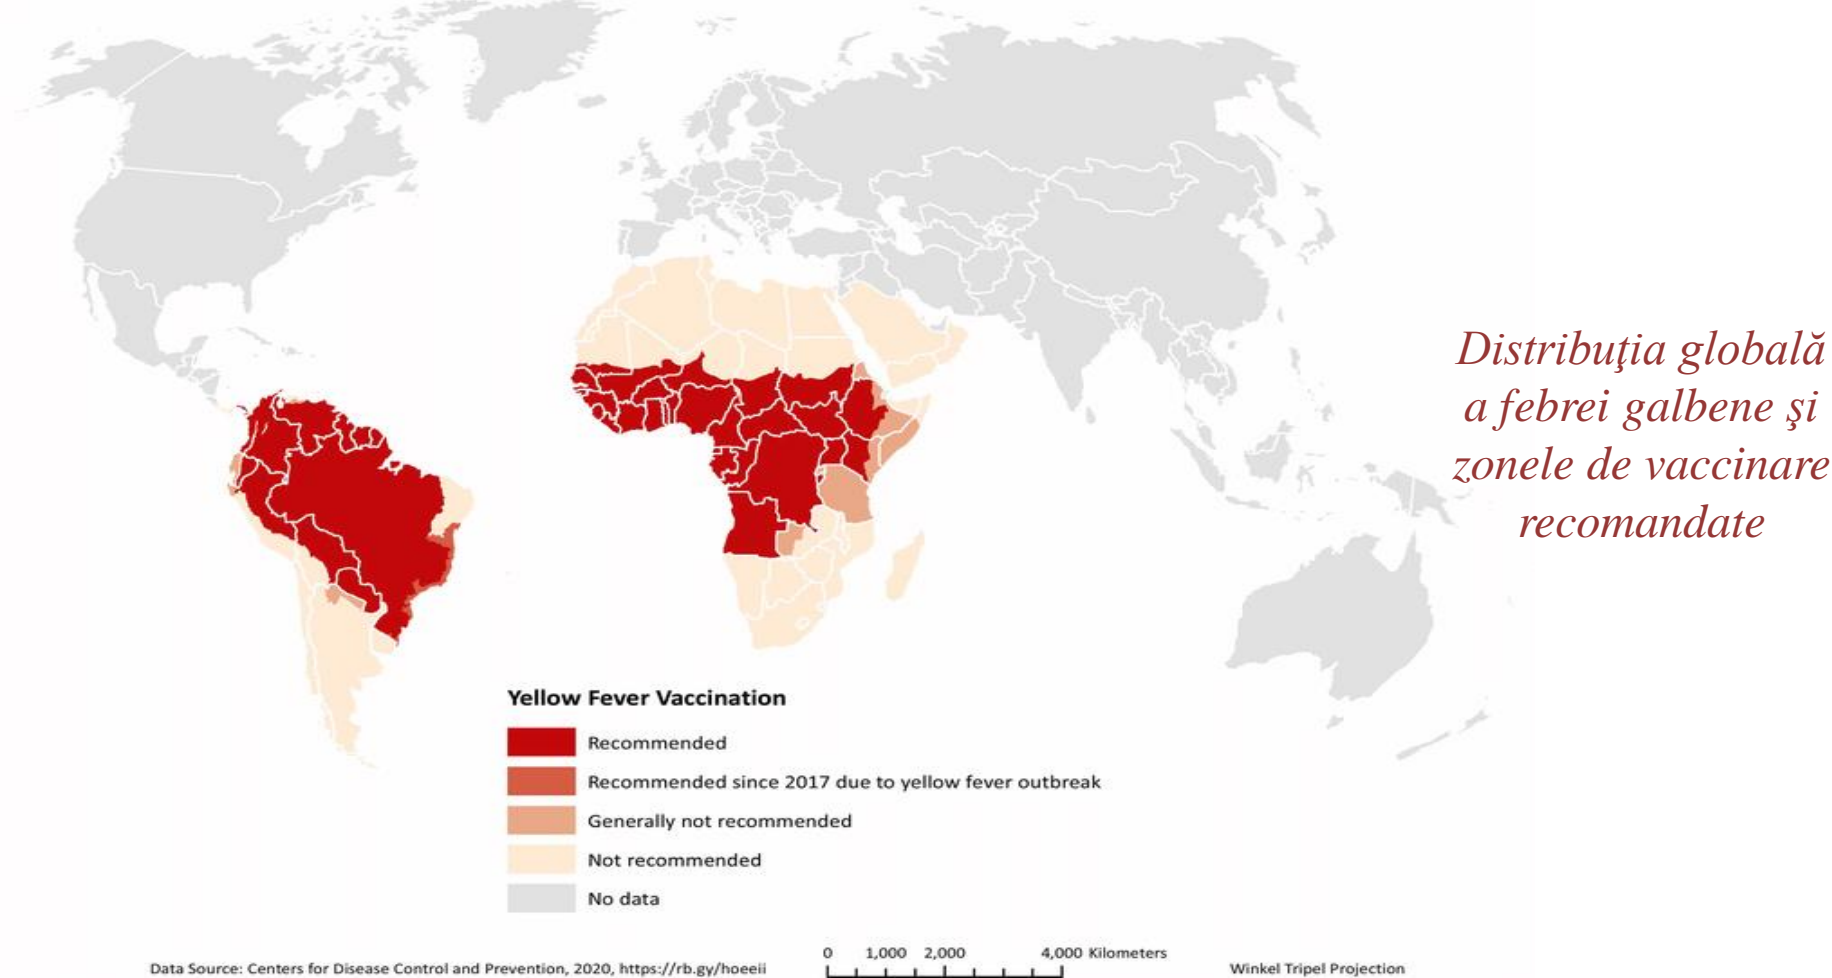 Distribuţia globală
a febrei galbene şi
zonele de vaccinare
recomandate
Yellow Fever Vaccination
Recommended
Recommended since 2017 due to yellow fever outbreak
Generally not recommended
Not recommended
No data
Data Source: Centers for Disease Control and Prevention, 2020, https://rb.gy/hoeeii
0 1,000 2,000 4,000 Kilometers
Winkel Tripel Projection